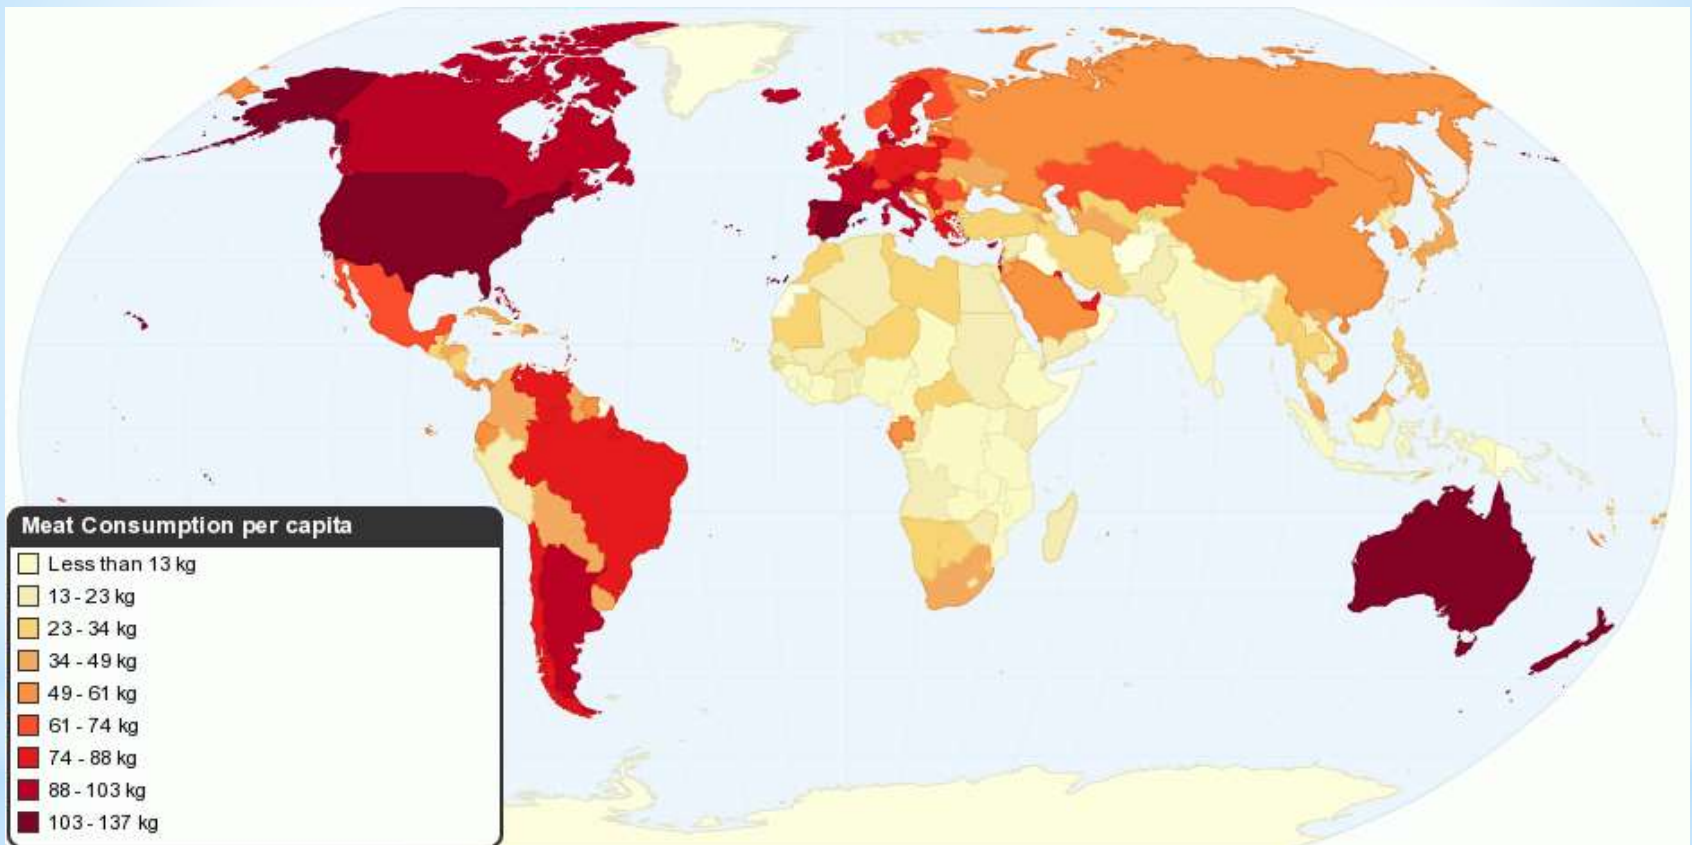 Meat Consumption per capita
Less than 13 kg
13 - 23 kg
23 - 34 kg
34 - 49 kg
49 - 61 kg
61 - 74 kg
74 - 88 kg
88 - 103 kg
103 - 137 kg